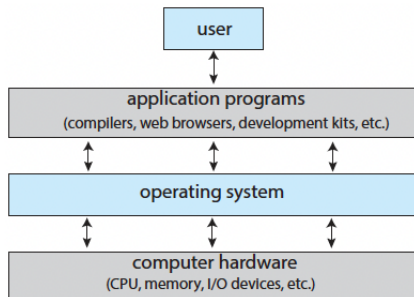 user
application programs
(compilers, web browsers, development kits, etc.)
operating system
computer hardware
(CPU, memory, I/O devices, etc.)